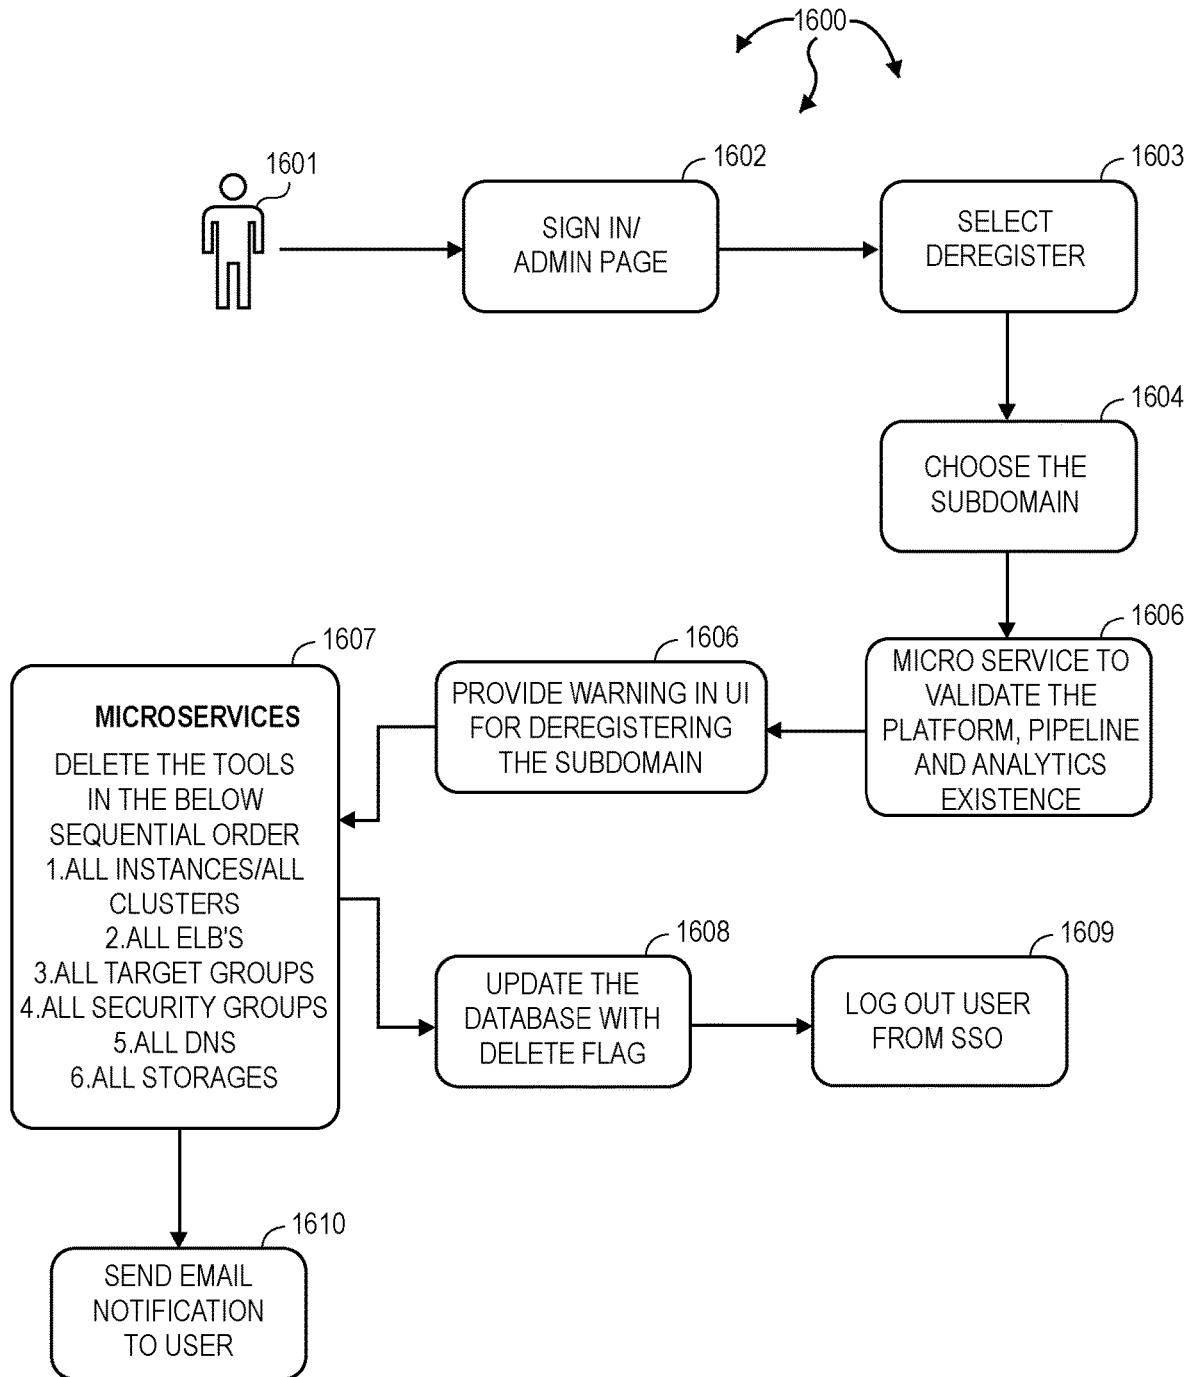 1600
1601
1602
SIGN IN/
ADMIN PAGE
1603
SELECT
DEREGISTER
1604
CHOOSE THE
SUBDOMAIN
1606
MICRO SERVICE TO
VALIDATE THE
PLATFORM, PIPELINE
AND ANALYTICS
EXISTENCE
1606
PROVIDE WARNING IN UI
FOR DEREGISTERING
THE SUBDOMAIN
1607
MICROSERVICES
DELETE THE TOOLS
IN THE BELOW
SEQUENTIAL ORDER
1.ALL INSTANCES/ALL
CLUSTERS
2.ALL ELB'S
3.ALL TARGET GROUPS
4.ALL SECURITY GROUPS
5.ALL DNS
6.ALL STORAGES
1608
UPDATE THE
DATABASE WITH
DELETE FLAG
1609
LOG OUT USER
FROM SSO
1610
SEND EMAIL
NOTIFICATION
TO USER